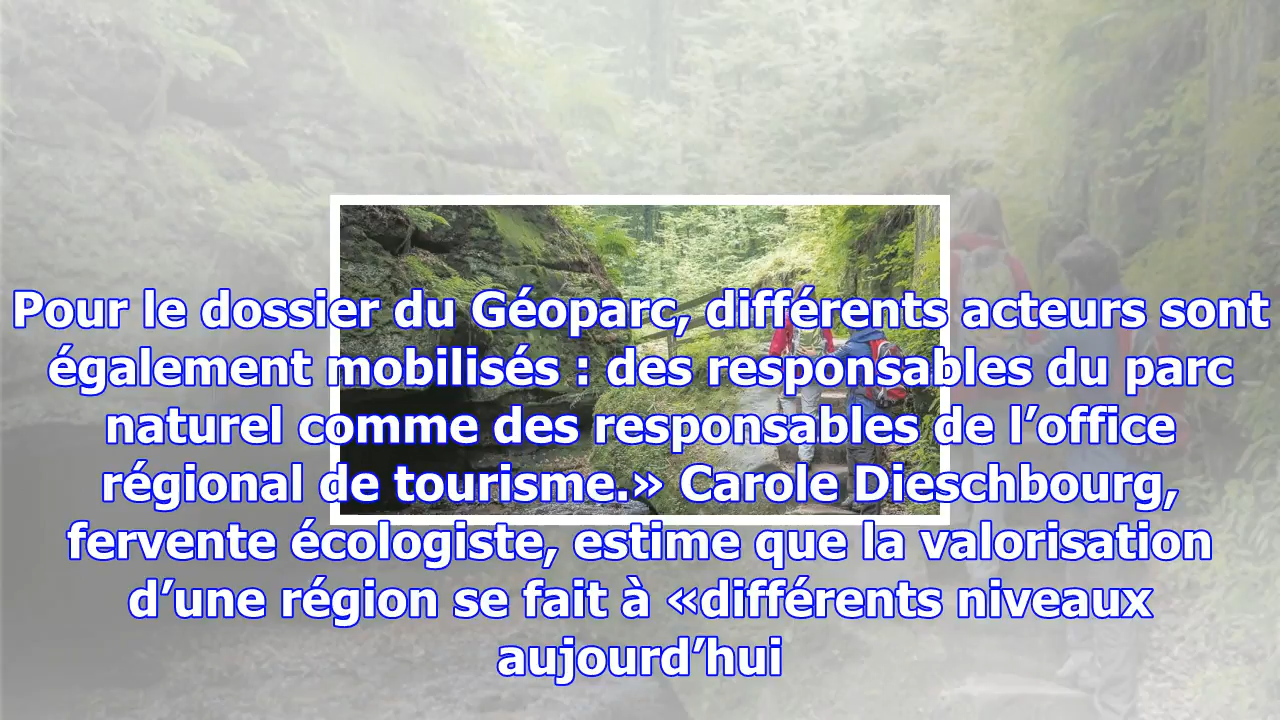 Pour le dossier du Géoparc, différents acteurs sont
également mobilisés : des responsables du parc
naturel comme des responsables de l’office
régional de tourisme.» Carole Dieschbourg,
fervente écologiste, estime que la valorisation
d’une région se fait à «différents niveaux
aujourd’hui